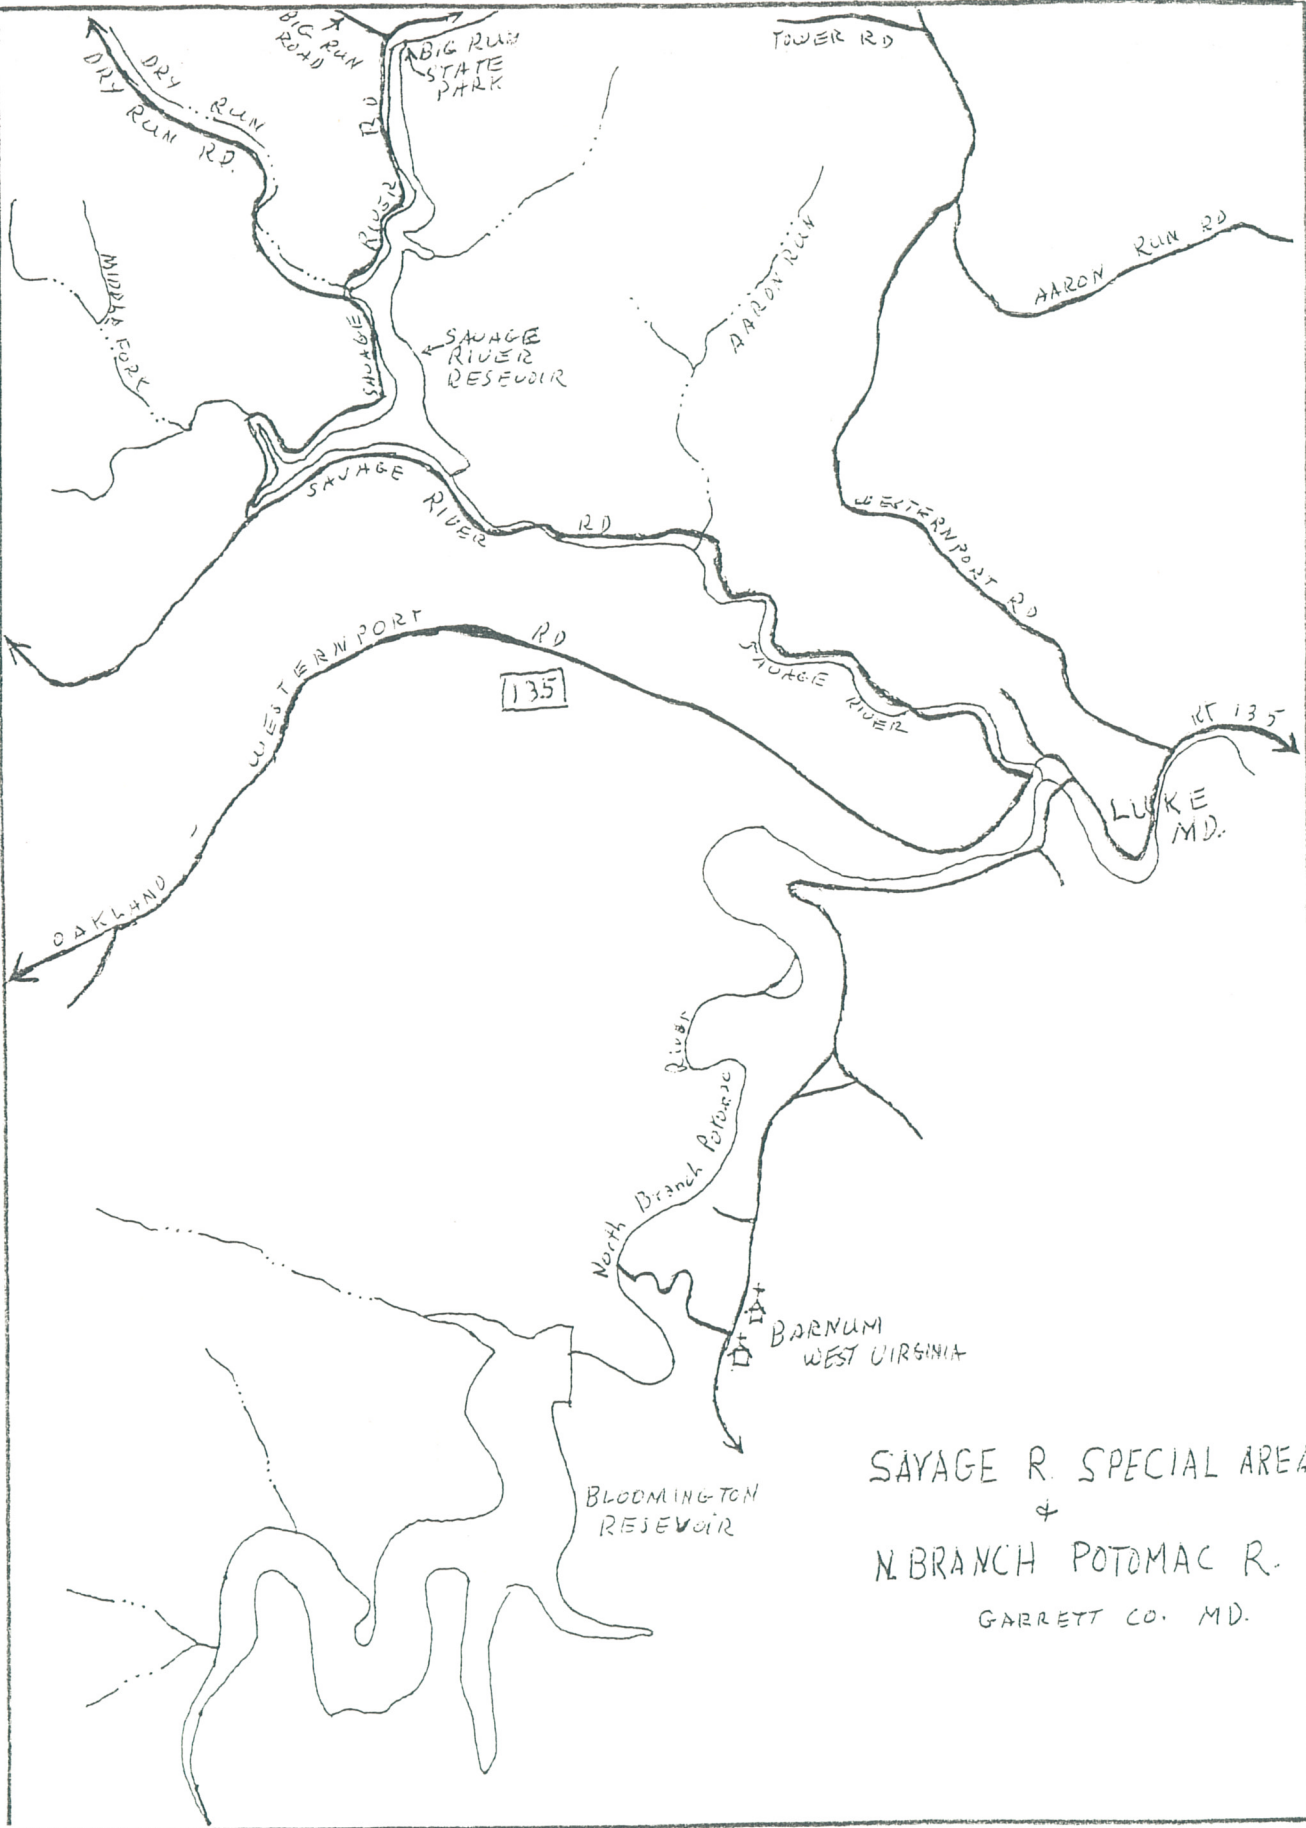 BIG RUN
ROAD
BIG RUN
STATE
PARK
TOWER RD
DRY RUN
DRY RUN RD.
SAVAGE RIVER RD
MIDDLE FORK
AARON RUN
AARON RUN RD
SAVAGE
RIVER
RESEVOIR
SAVAGE RIVER RD
WESTERNPORT RD
OAKLAND WESTERNPORT RD
135
SAVAGE RIVER
RT 135
LUKE
MD.
North Branch Potomac River
BARNUM
WEST VIRGINIA
BLOOMINGTON
RESEVOIR
SAVAGE R. SPECIAL AREA
&
N. BRANCH POTOMAC R.
GARRETT CO. MD.